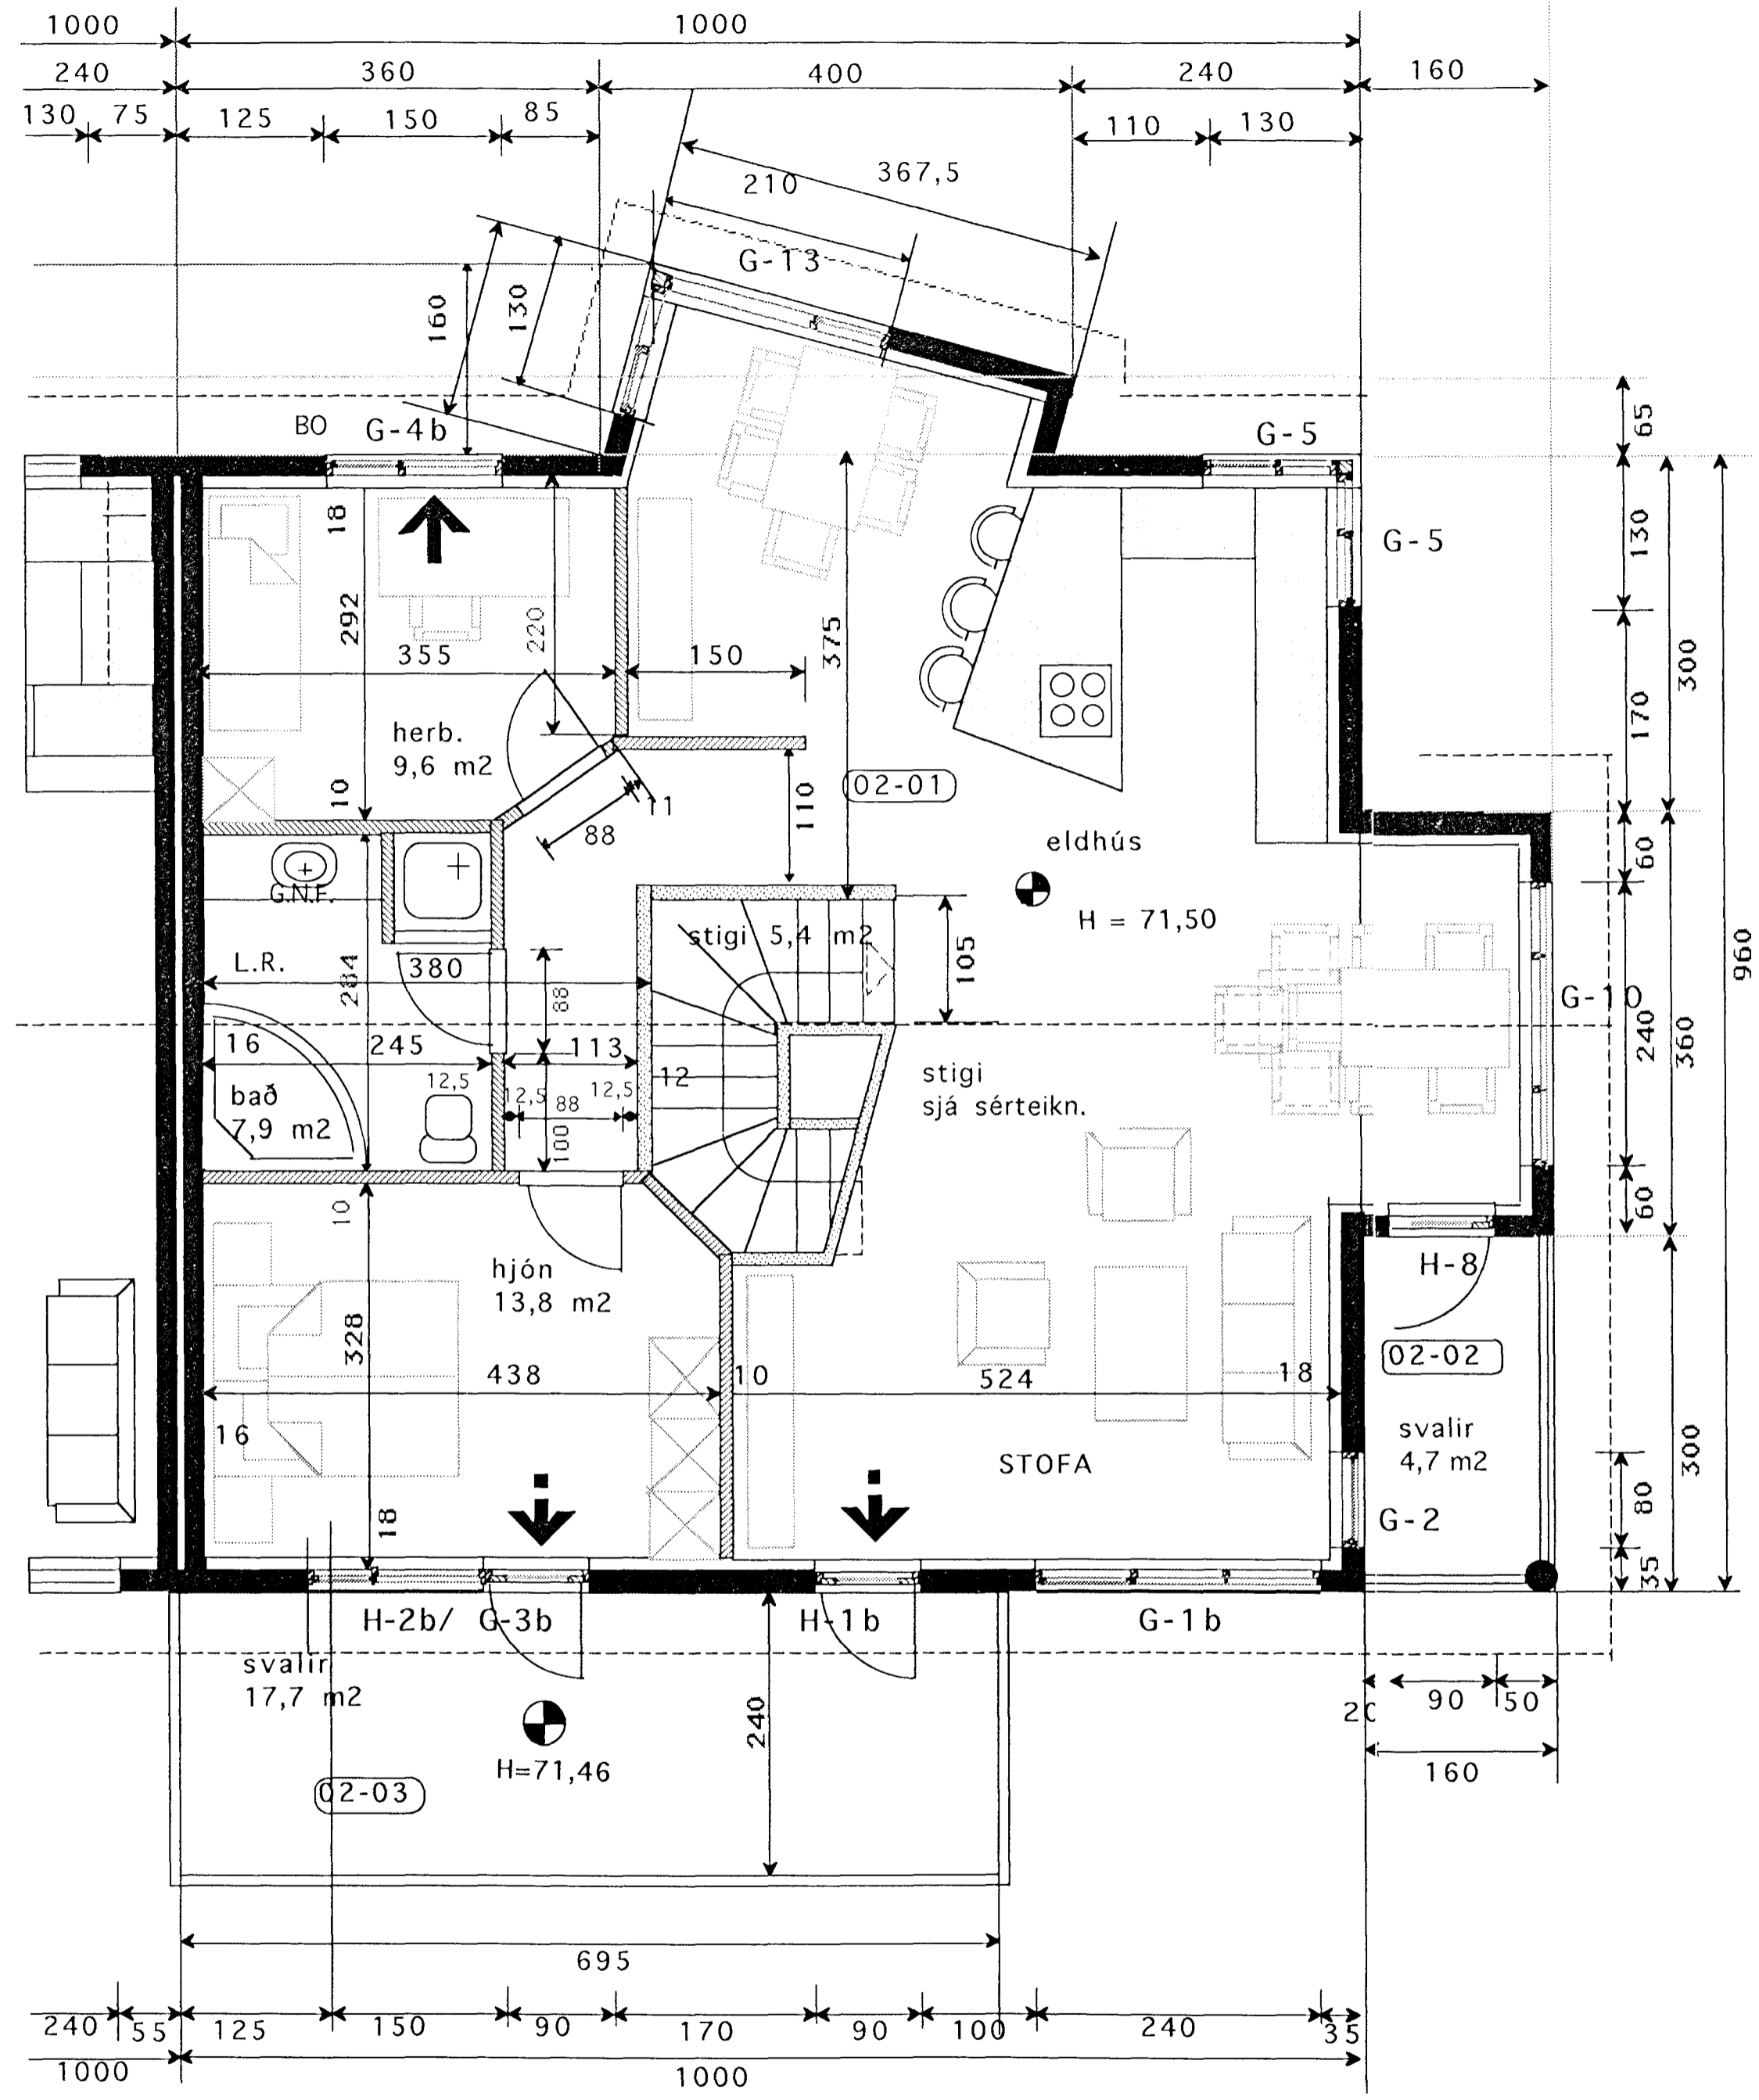 1000 1000
240 360 400 240 160
130 75 125 150 85 110 130
367,5
210
G-13
160 130
BO G-4b G-5
65
18
G-5
130
292 220 375
355 150
300
170
herb.
9,6 m2
10
11
110
02-01
88
eldhús
60
G.N.F.
H = 71,50
stigi 5,4 m2
105
960
L.R.
380
284
88
G-10
240
360
16 245 113
12
stigi
sjá sérteikn.
bað
7,9 m2
12,5
12,5 88 12,5
100
10
60
hjón
13,8 m2
H-8
328
02-02
438 10 524 18
16
svalir
4,7 m2
300
STOFA
80
18
G-2
35
H-2b/ G-3b H-1b G-1b
svalir
17,7 m2
90 50
20
240
H=71,46
160
02-03
695
240 55 125 150 90 170 90 100 240 35
1000 1000